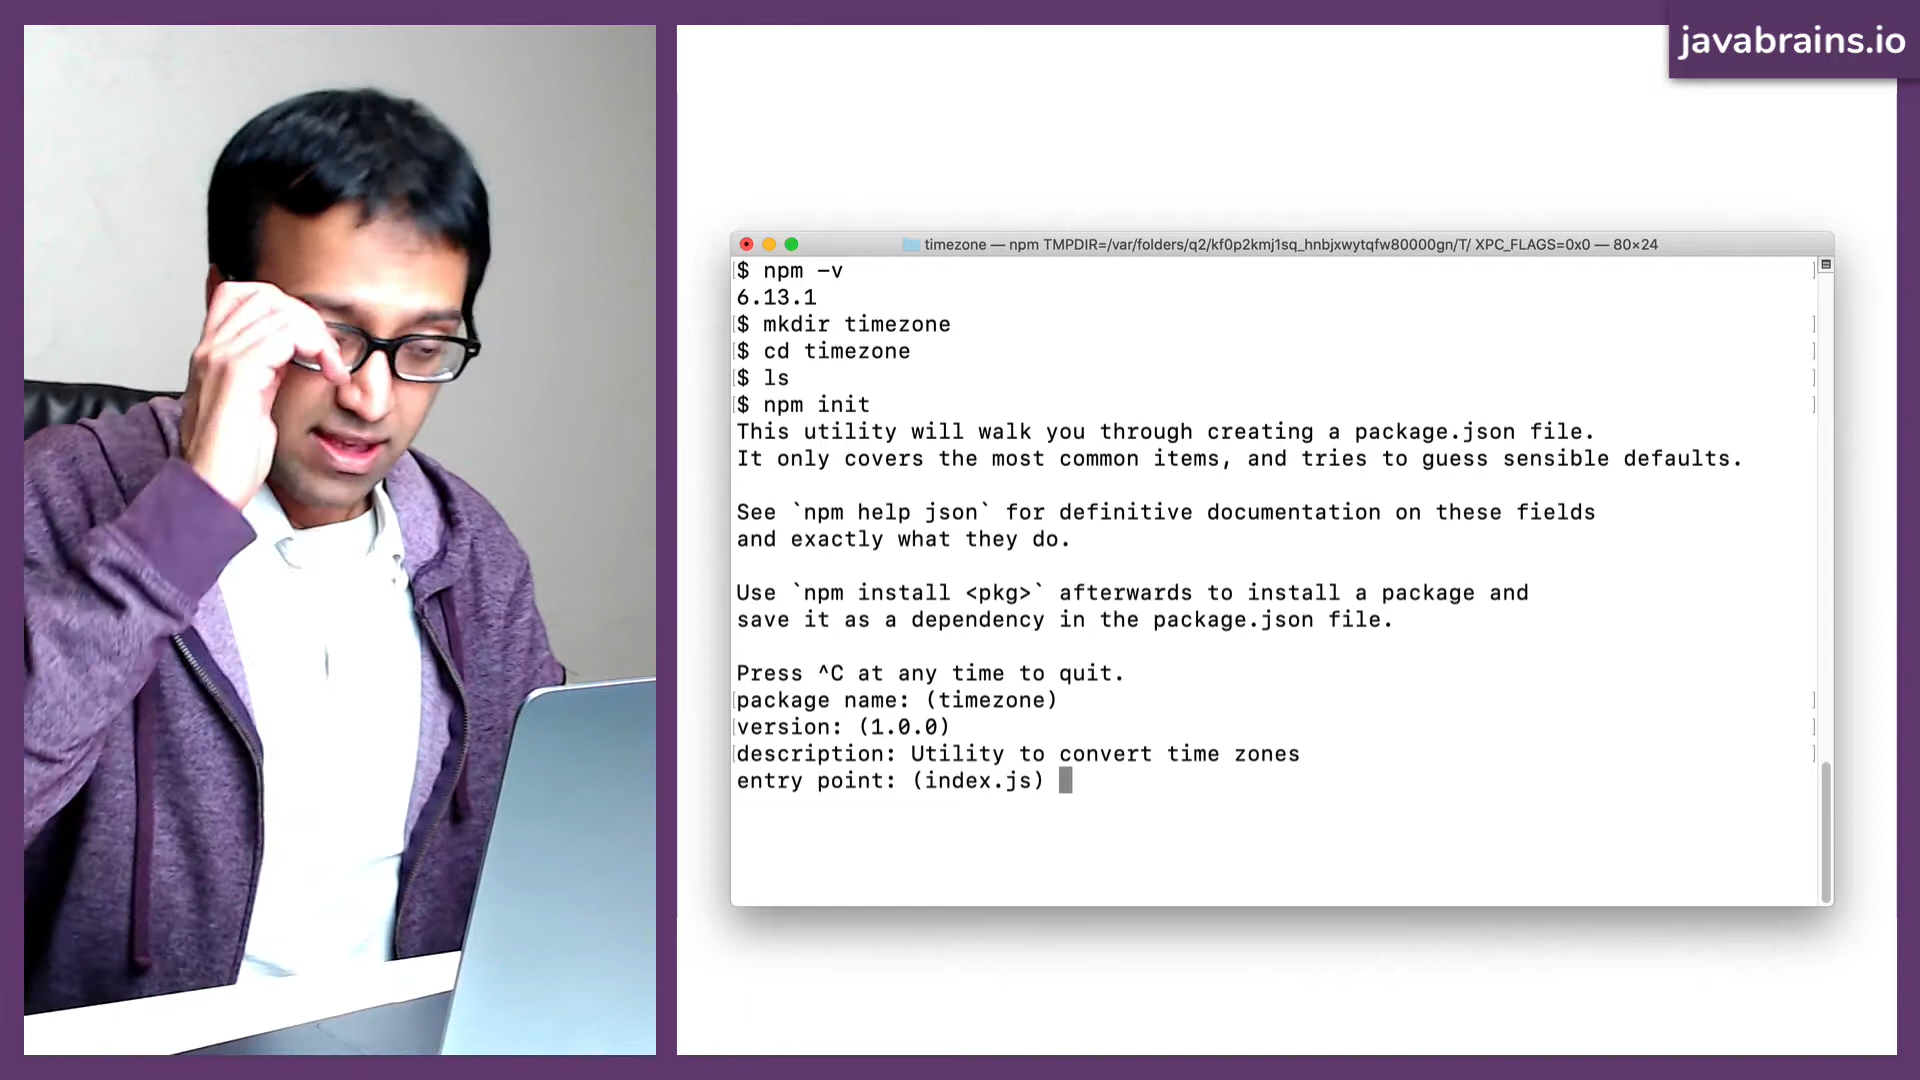 javabrains.io
timezone — npm TMPDIR=/var/folders/q2/kf0p2kmj1sq_hnbjxwytqfw80000gn/T/ XPC_FLAGS=0x0 — 80×24
$ npm -v
6.13.1
$ mkdir timezone
$ cd timezone
$ ls
$ npm init
This utility will walk you through creating a package.json file.
It only covers the most common items, and tries to guess sensible defaults.
See `npm help json` for definitive documentation on these fields
and exactly what they do.
Use `npm install <pkg>` afterwards to install a package and
save it as a dependency in the package.json file.
Press ^C at any time to quit.
package name: (timezone)
version: (1.0.0)
description: Utility to convert time zones
entry point: (index.js)